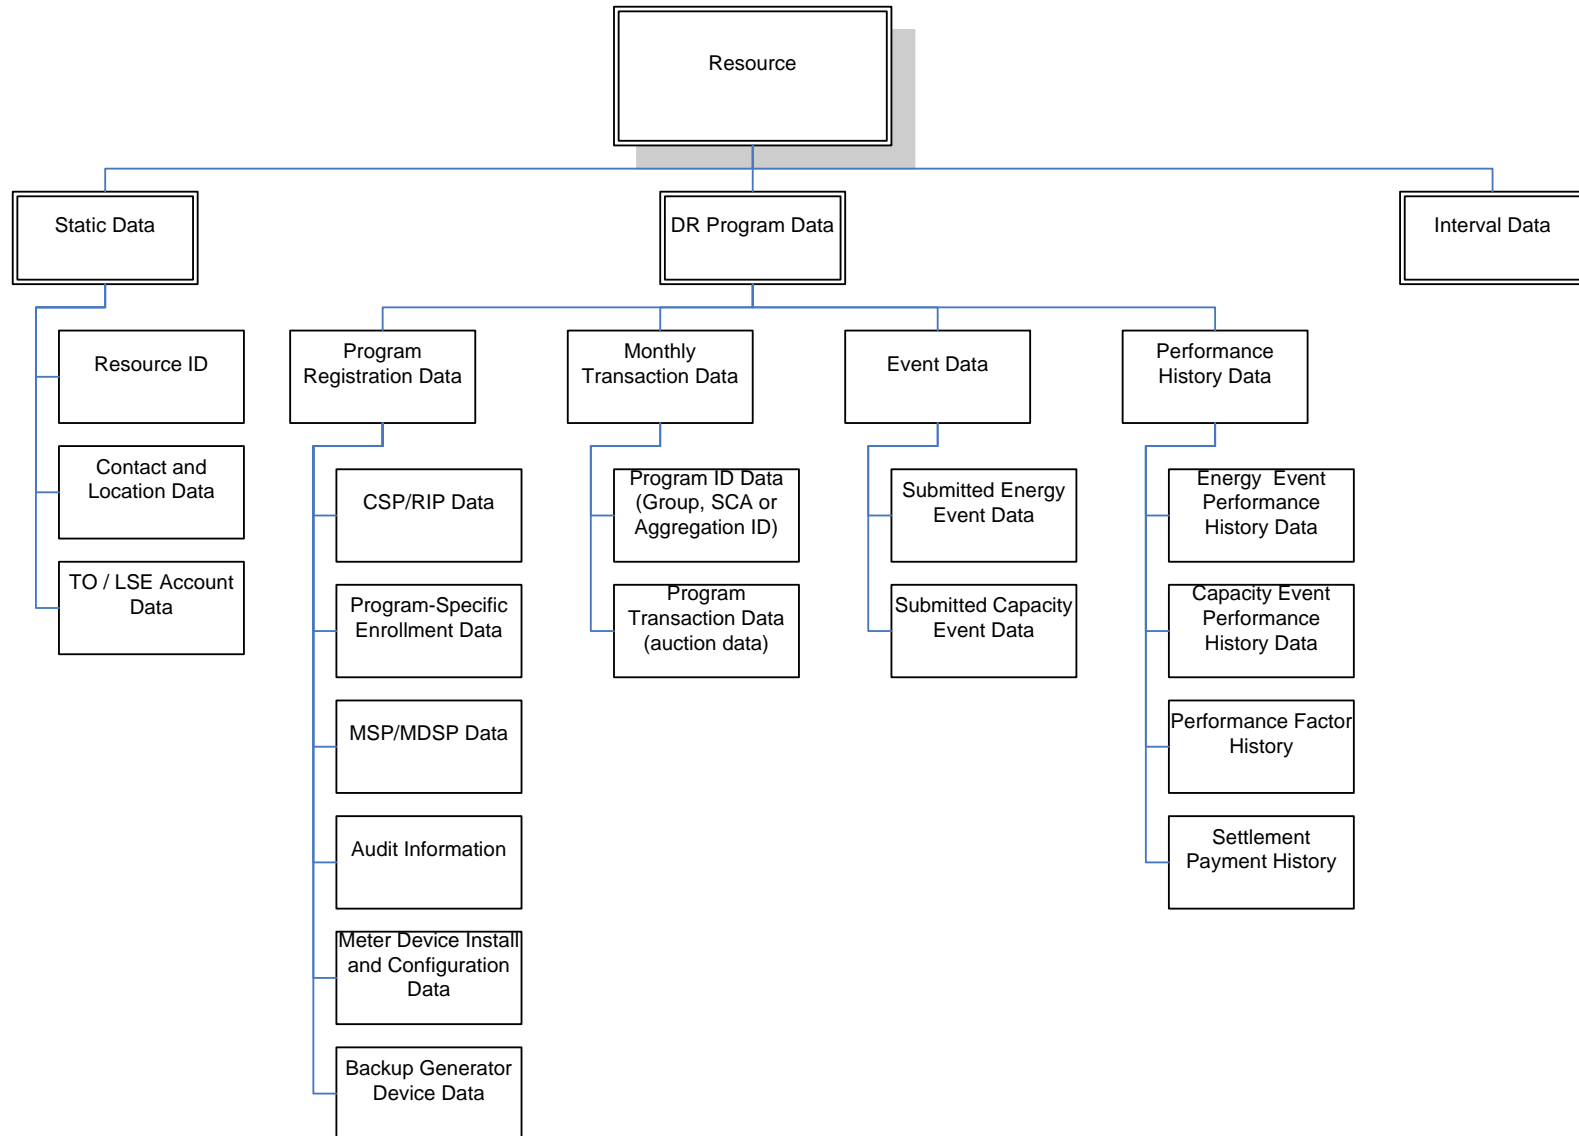 Resource
Static Data
DR Program Data
Interval Data
Resource ID
Contact and
Location Data
TO / LSE Account
Data
Program
Registration Data
CSP/RIP Data
Program-Specific
Enrollment Data
MSP/MDSP Data
Audit Information
Meter Device Install
and Configuration
Data
Backup Generator
Device Data
Monthly
Transaction Data
Program ID Data
(Group, SCA or
Aggregation ID)
Program
Transaction Data
(auction data)
Event Data
Submitted Energy
Event Data
Submitted Capacity
Event Data
Performance
History Data
Energy Event
Performance
History Data
Capacity Event
Performance
History Data
Performance Factor
History
Settlement
Payment History